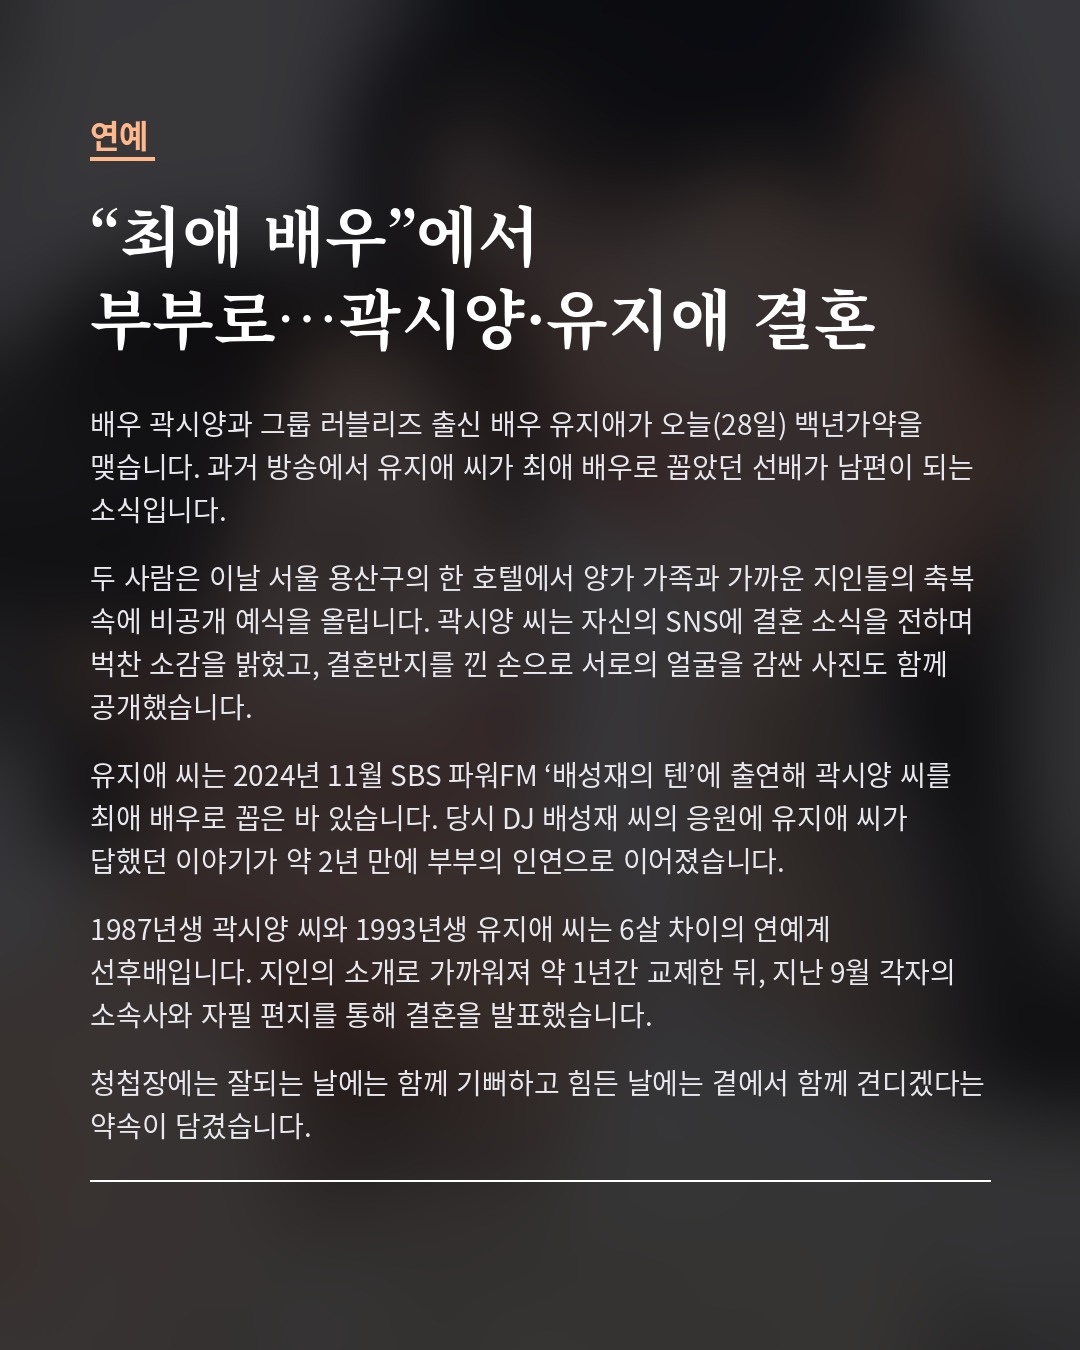 연예
“최애 배우”에서
부부로…곽시양·유지애 결혼
배우 곽시양과 그룹 러블리즈 출신 배우 유지애가 오늘(28일) 백년가약을
맺습니다. 과거 방송에서 유지애 씨가 최애 배우로 꼽았던 선배가 남편이 되는
소식입니다.
두 사람은 이날 서울 용산구의 한 호텔에서 양가 가족과 가까운 지인들의 축복
속에 비공개 예식을 올립니다. 곽시양 씨는 자신의 SNS에 결혼 소식을 전하며
벅찬 소감을 밝혔고, 결혼반지를 낀 손으로 서로의 얼굴을 감싼 사진도 함께
공개했습니다.
유지애 씨는 2024년 11월 SBS 파워FM ‘배성재의 텐’에 출연해 곽시양 씨를
최애 배우로 꼽은 바 있습니다. 당시 DJ 배성재 씨의 응원에 유지애 씨가
답했던 이야기가 약 2년 만에 부부의 인연으로 이어졌습니다.
1987년생 곽시양 씨와 1993년생 유지애 씨는 6살 차이의 연예계
선후배입니다. 지인의 소개로 가까워져 약 1년간 교제한 뒤, 지난 9월 각자의
소속사와 자필 편지를 통해 결혼을 발표했습니다.
청첩장에는 잘되는 날에는 함께 기뻐하고 힘든 날에는 곁에서 함께 견디겠다는
약속이 담겼습니다.